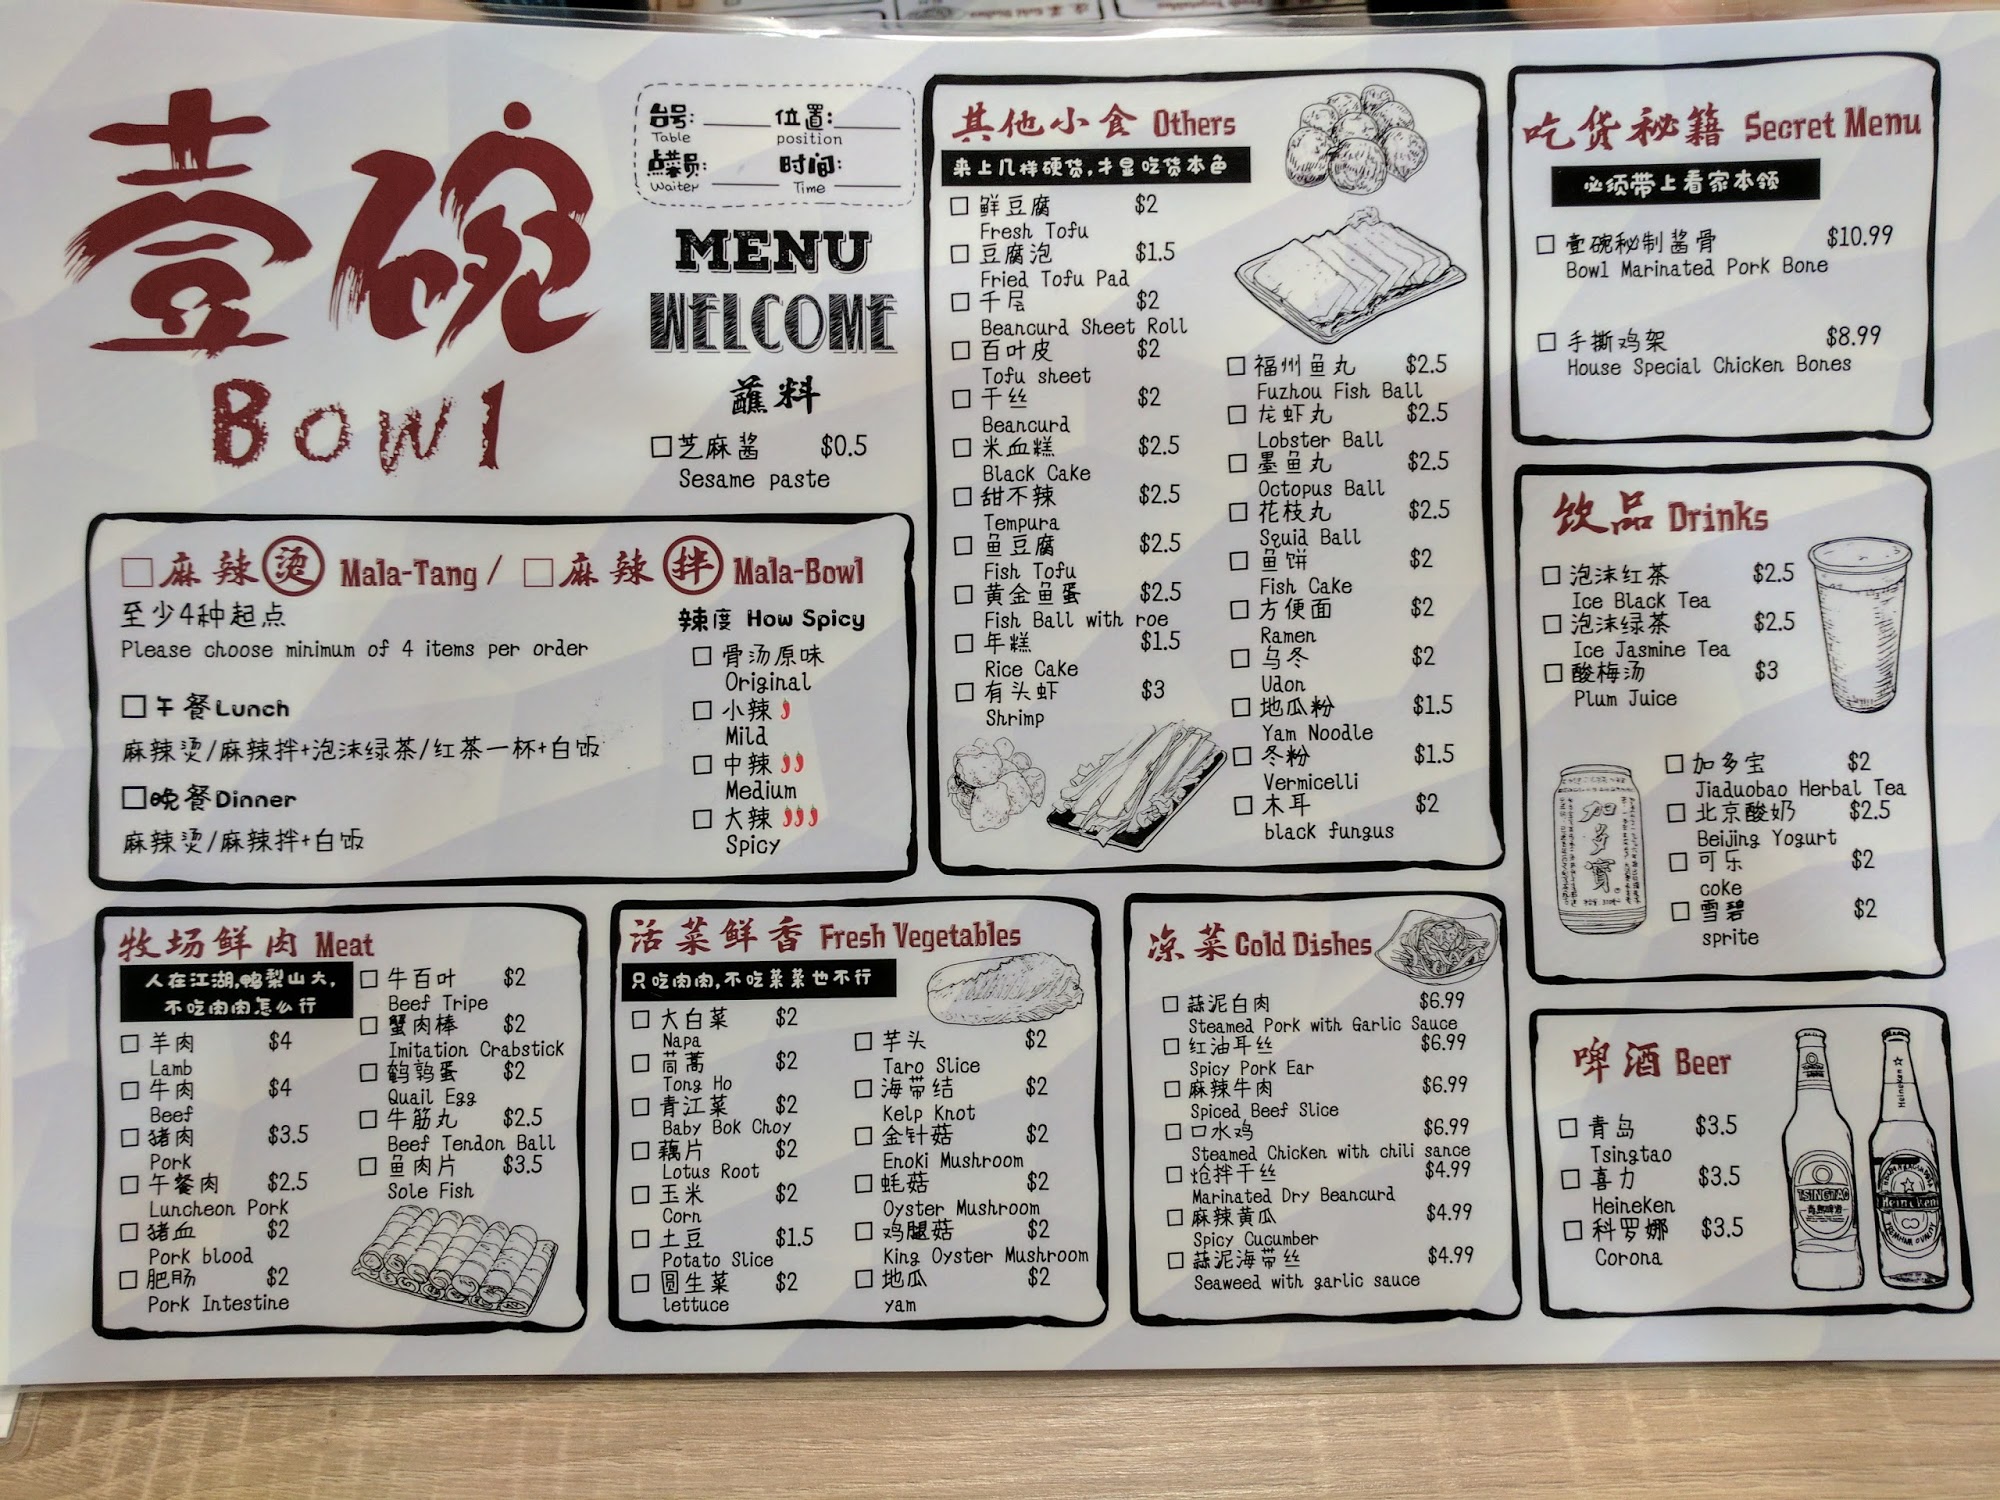 壹碗
Bowl
台号: 位置:
Table position
点菜员: 时间:
Waiter Time
MENU
WELCOME
蘸料
芝麻酱 $0.5
Sesame paste
麻辣烫 Mala-Tang / 麻辣拌 Mala-Bowl
至少4种起点
Please choose minimum of 4 items per order
午餐Lunch
麻辣烫/麻辣拌+泡沫绿茶/红茶一杯+白饭
晚餐Dinner
麻辣烫/麻辣拌+白饭
辣度 How Spicy
骨汤原味
Original
小辣
Mild
中辣
Medium
大辣
Spicy
牧场鲜肉 Meat
人在江湖,鸭梨山大,
不吃肉肉怎么行
羊肉 $4
Lamb
牛肉 $4
Beef
猪肉 $3.5
Pork
午餐肉 $2.5
Luncheon Pork
猪血 $2
Pork blood
肥肠 $2
Pork Intestine
牛百叶 $2
Beef Tripe
蟹肉棒 $2
Imitation Crabstick
鹌鹑蛋 $2
Quail Egg
牛筋丸 $2.5
Beef Tendon Ball
鱼肉片 $3.5
Sole Fish
活菜鲜香 Fresh Vegetables
只吃肉肉,不吃菜菜也不行
大白菜 $2
Napa
茼蒿 $2
Tong Ho
青江菜 $2
Baby Bok Choy
藕片 $2
Lotus Root
玉米 $2
Corn
土豆 $1.5
Potato Slice
圆生菜 $2
lettuce
芋头 $2
Taro Slice
海带结 $2
Kelp Knot
金针菇 $2
Enoki Mushroom
蚝菇 $2
Oyster Mushroom
鸡腿菇 $2
King Oyster Mushroom
地瓜 $2
yam
其他小食 Others
来上几样硬货,才是吃货本色
鲜豆腐 $2
Fresh Tofu
豆腐泡 $1.5
Fried Tofu Pad
千层 $2
Beancurd Sheet Roll
百叶皮 $2
Tofu sheet
干丝 $2
Beancurd
米血糕 $2.5
Black Cake
甜不辣 $2.5
Tempura
鱼豆腐 $2.5
Fish Tofu
黄金鱼蛋 $2.5
Fish Ball with roe
年糕 $1.5
Rice Cake
有头虾 $3
Shrimp
福州鱼丸 $2.5
Fuzhou Fish Ball
龙虾丸 $2.5
Lobster Ball
墨鱼丸 $2.5
Octopus Ball
花枝丸 $2.5
Squid Ball
鱼饼 $2
Fish Cake
方便面 $2
Ramen
乌冬 $2
Udon
地瓜粉 $1.5
Yam Noodle
冬粉 $1.5
Vermicelli
木耳 $2
black fungus
凉菜 Cold Dishes
蒜泥白肉 $6.99
Steamed Pork with Garlic Sauce
红油耳丝 $6.99
Spicy Pork Ear
麻辣牛肉 $6.99
Spiced Beef Slice
口水鸡 $6.99
Steamed Chicken with chili sance
炝拌干丝 $4.99
Marinated Dry Beancurd
麻辣黄瓜 $4.99
Spicy Cucumber
蒜泥海带丝 $4.99
Seaweed with garlic sauce
吃货秘籍 Secret Menu
必须带上看家本领
壹碗秘制酱骨 $10.99
Bowl Marinated Pork Bone
手撕鸡架 $8.99
House Special Chicken Bones
饮品 Drinks
泡沫红茶 $2.5
Ice Black Tea
泡沫绿茶 $2.5
Ice Jasmine Tea
酸梅汤 $3
Plum Juice
加多宝 $2
Jiaduobao Herbal Tea
北京酸奶 $2.5
Beijing Yogurt
可乐 $2
coke
雪碧 $2
sprite
加多寶
啤酒 Beer
青岛 $3.5
Tsingtao
喜力 $3.5
Heineken
科罗娜 $3.5
Corona
TSINGTAO
Heineken
Heineken